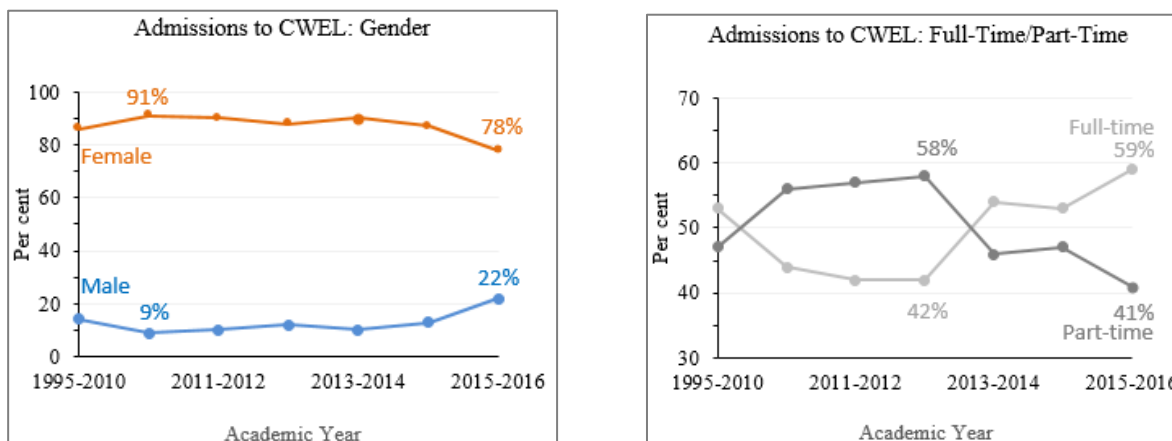 Admissions to CWEL: Gender
Per cent
100
80
60
40
20
0
91%
78%
Female
Male
9%
22%
1995-2010 2011-2012 2013-2014 2015-2016
Academic Year
Admissions to CWEL: Full-Time/Part-Time
Per cent
70
60
50
40
30
Full-time
59%
58%
42%
41%
Part-time
1995-2010 2011-2012 2013-2014 2015-2016
Academic Year